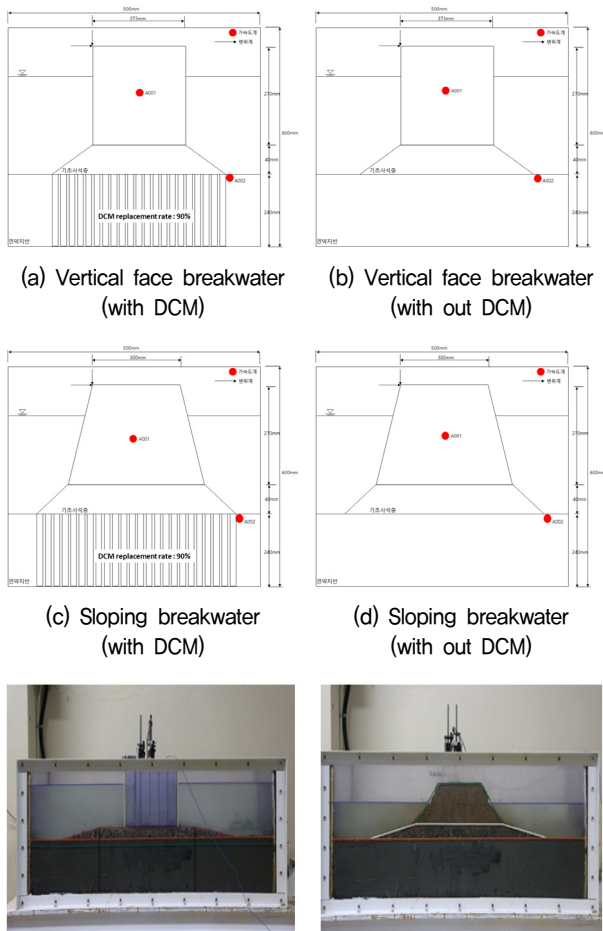 500mm
373mm
가속도계
변위계
A001
270mm
600mm
40mm
기초사석층
A002
DCM replacement rate : 90%
240mm
연약지반
(a) Vertical face breakwater
(with DCM)
500mm
373mm
가속도계
변위계
A001
270mm
600mm
40mm
기초사석층
A002
240mm
연약지반
(b) Vertical face breakwater
(with out DCM)
500mm
300mm
가속도계
변위계
A001
270mm
600mm
40mm
기초사석층
A002
DCM replacement rate : 90%
240mm
연약지반
(c) Sloping breakwater
(with DCM)
500mm
300mm
가속도계
변위계
A001
270mm
600mm
40mm
기초사석층
A002
240mm
연약지반
(d) Sloping breakwater
(with out DCM)